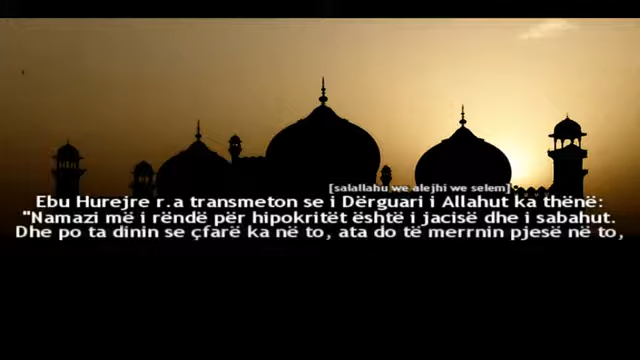 [salallahu we alejhi we selem]
Ebu Hurejre r.a transmeton se i Dërguari i Allahut ka thënë:
"Namazi më i rëndë për hipokritët është i jacisë dhe i sabahut.
Dhe po ta dinin se çfarë ka në to, ata do të merrnin pjesë në to,